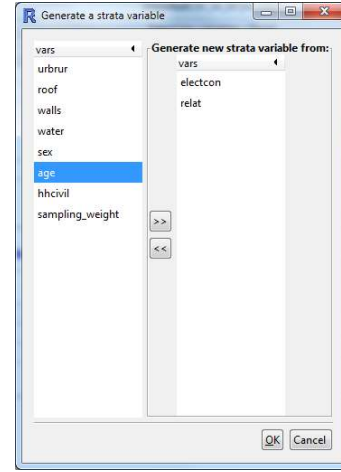 Generate a strata variable
vars
urbrur
roof
walls
water
sex
age
hhcivil
sampling_weight
>>
<<
Generate new strata variable from:
vars
electcon
relat
OK
Cancel